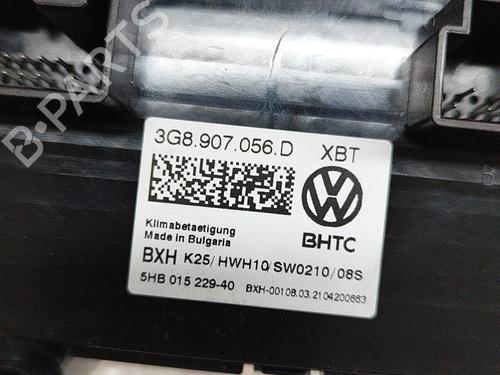 B-PARTS
3G8.907.056.D XBT
Klimabetaetigung
Made in Bulgaria
BHTC
BXH K25/HWH10/SW0210/08S
5HB 015 229-40 BXH-00108.03.2104200663